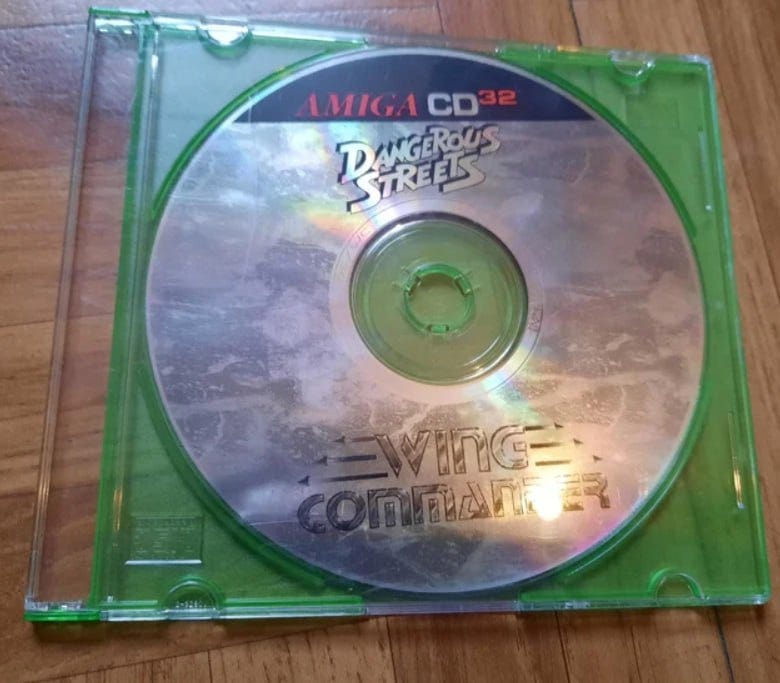 AMIGA CD32
DANGEROUS
STREETS
WING
COMMANDER